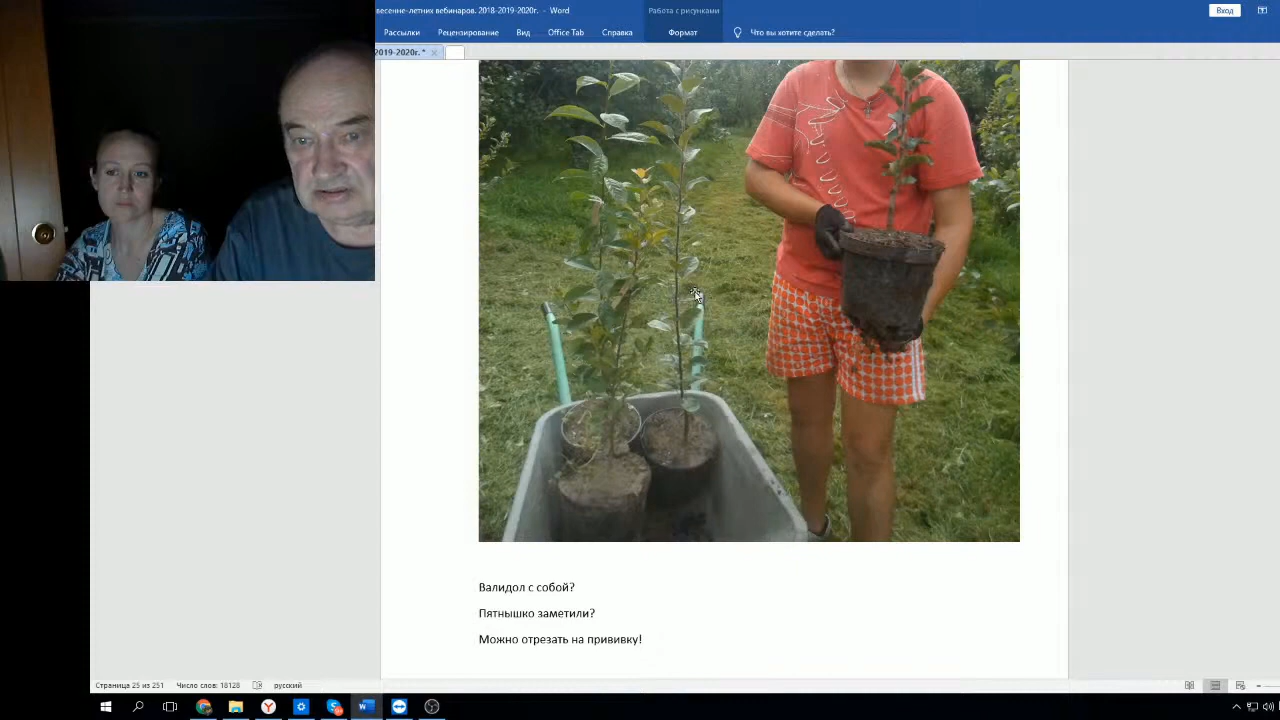 весенне-летних вебинаров. 2018-2019-2020г. - Word
Работа с рисунками
Вход
Рассылки Рецензирование Вид Office Tab Справка Формат Что вы хотите сделать?
2019-2020г. *
Валидол с собой?
Пятнышко заметили?
Можно отрезать на прививку!
Страница 25 из 251 Число слов: 18128 русский